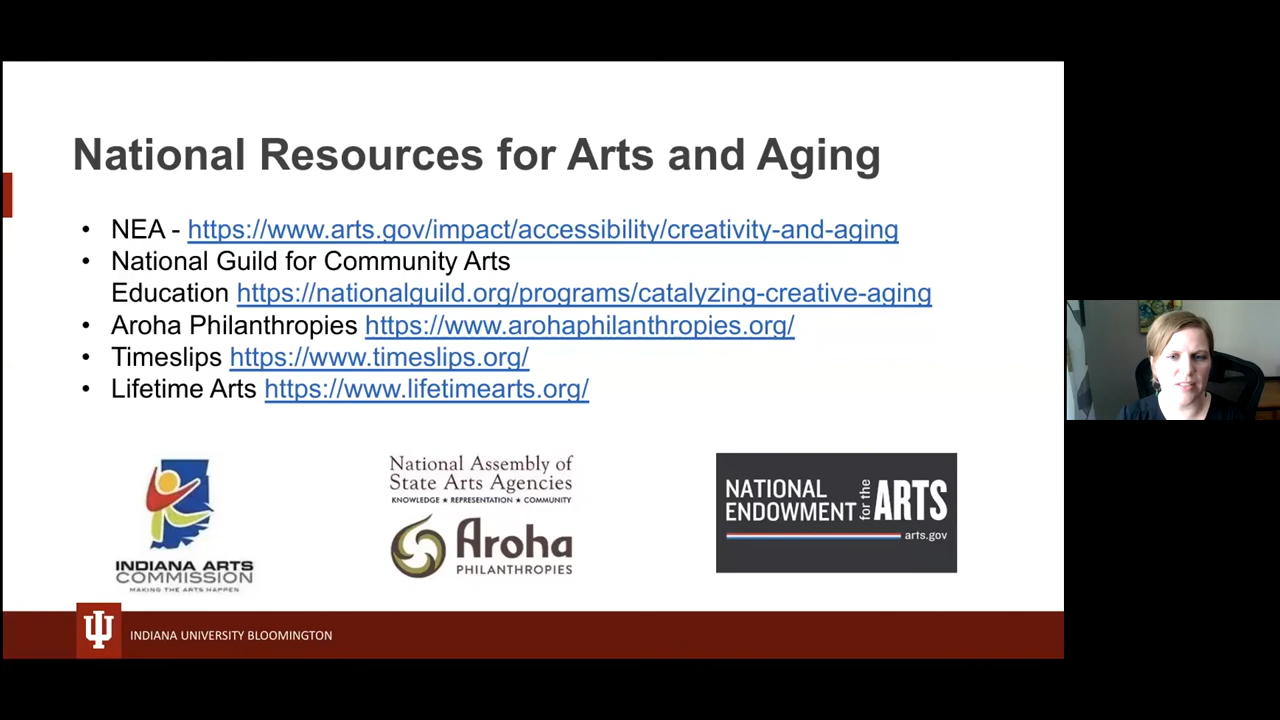 National Resources for Arts and Aging
• NEA - https://www.arts.gov/impact/accessibility/creativity-and-aging
• National Guild for Community Arts
Education https://nationalguild.org/programs/catalyzing-creative-aging
• Aroha Philanthropies https://www.arohaphilanthropies.org/
• Timeslips https://www.timeslips.org/
• Lifetime Arts https://www.lifetimearts.org/
INDIANA ARTS
COMMISSION
MAKING THE ARTS HAPPEN
National Assembly of
State Arts Agencies
KNOWLEDGE ★ REPRESENTATION ★ COMMUNITY
Aroha
PHILANTHROPIES
NATIONAL
ENDOWMENT for the ARTS
arts.gov
INDIANA UNIVERSITY BLOOMINGTON